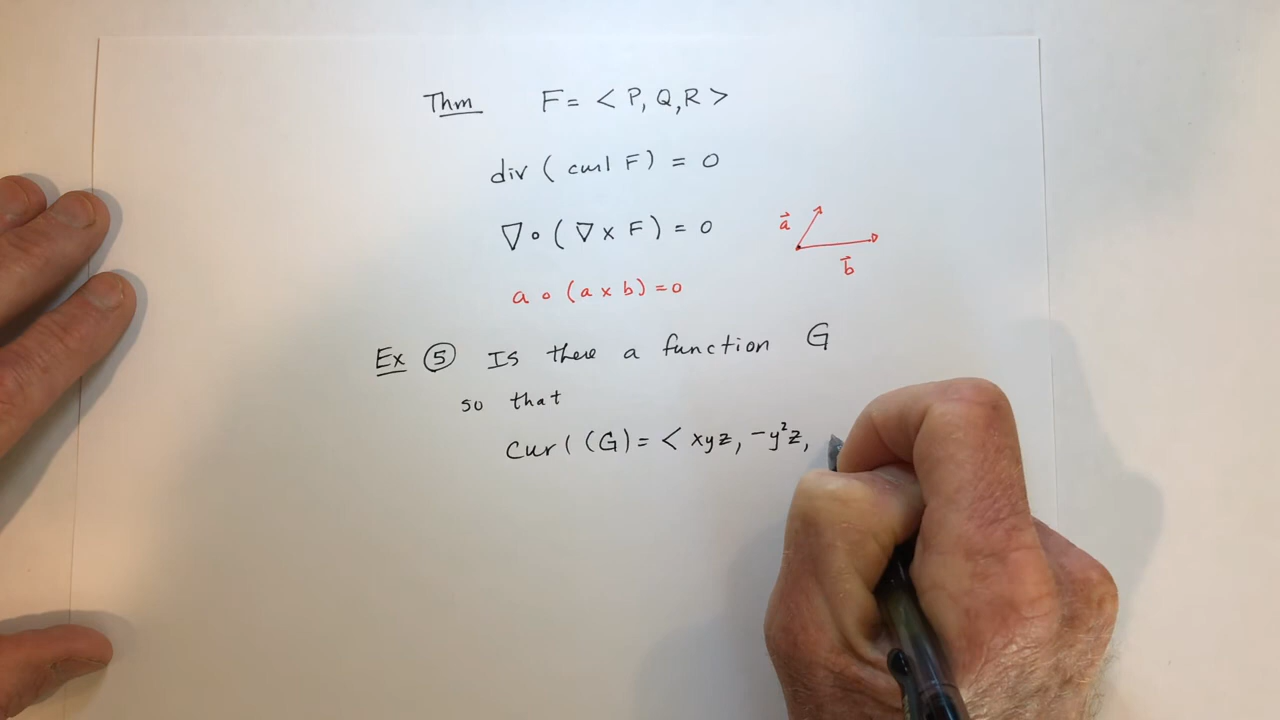 Thm F = < P, Q, R >
div ( curl F ) = 0
∇ ∘ ( ∇ × F ) = 0
a⃗
b⃗
a ∘ (a × b) = 0
Ex ⑤ Is there a function G
so that
curl (G) = < xyz, -y²z,